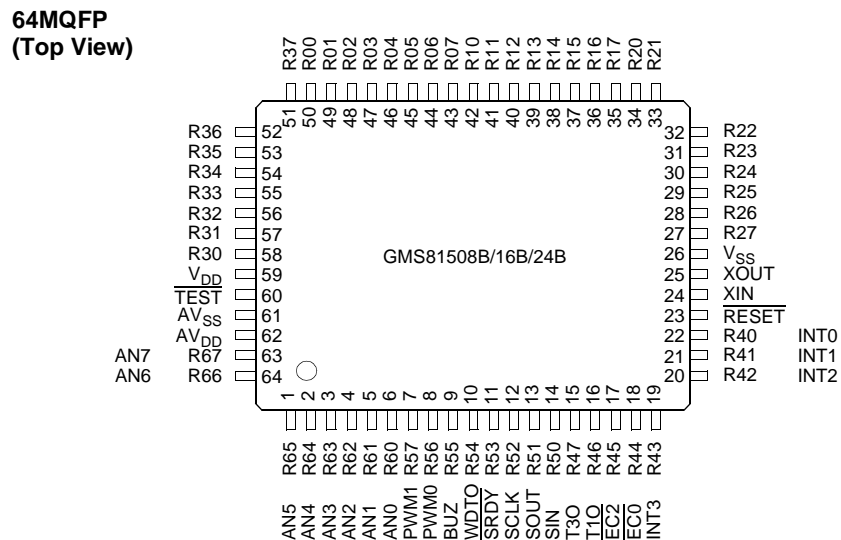 64MQFP
(Top View)
R37 R00 R01 R02 R03 R04 R05 R06 R07 R10 R11 R12 R13 R14 R15 R16 R17 R20 R21
51 50 49 48 47 46 45 44 43 42 41 40 39 38 37 36 35 34 33
R36 52 32 R22
R35 53 31 R23
R34 54 30 R24
R33 55 29 R25
R32 56 28 R26
R31 57 27 R27
R30 58 GMS81508B/16B/24B 26 VSS
VDD 59 25 XOUT
TEST 60 24 XIN
AVSS 61 23 RESET
AVDD 62 22 R40 INT0
AN7 R67 63 21 R41 INT1
AN6 R66 64 20 R42 INT2
1 2 3 4 5 6 7 8 9 10 11 12 13 14 15 16 17 18 19
R65 R64 R63 R62 R61 R60 R57 R56 R55 R54 R53 R52 R51 R50 R47 R46 R45 R44 R43
AN5 AN4 AN3 AN2 AN1 AN0 PWM1 PWM0 BUZ WDTO SRDY SCLK SOUT SIN T3O T1O EC2 EC0 INT3